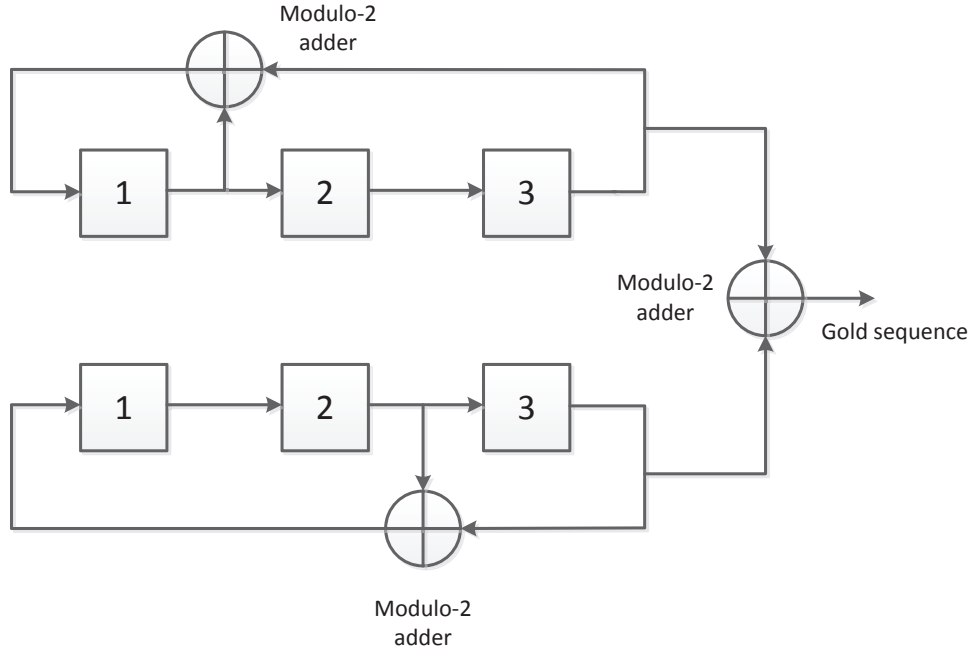 Modulo-2
adder
1
2
3
Modulo-2
adder
Gold sequence
1
2
3
Modulo-2
adder